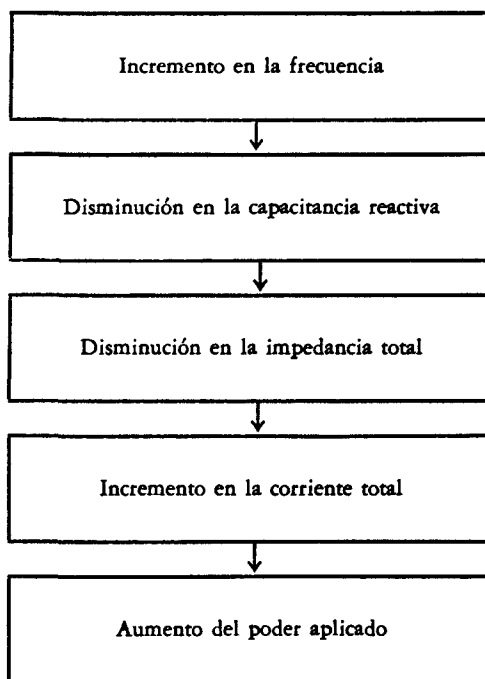 Incremento en la frecuencia
Disminución en la capacitancia reactiva
Disminución en la impedancia total
Incremento en la corriente total
Aumento del poder aplicado